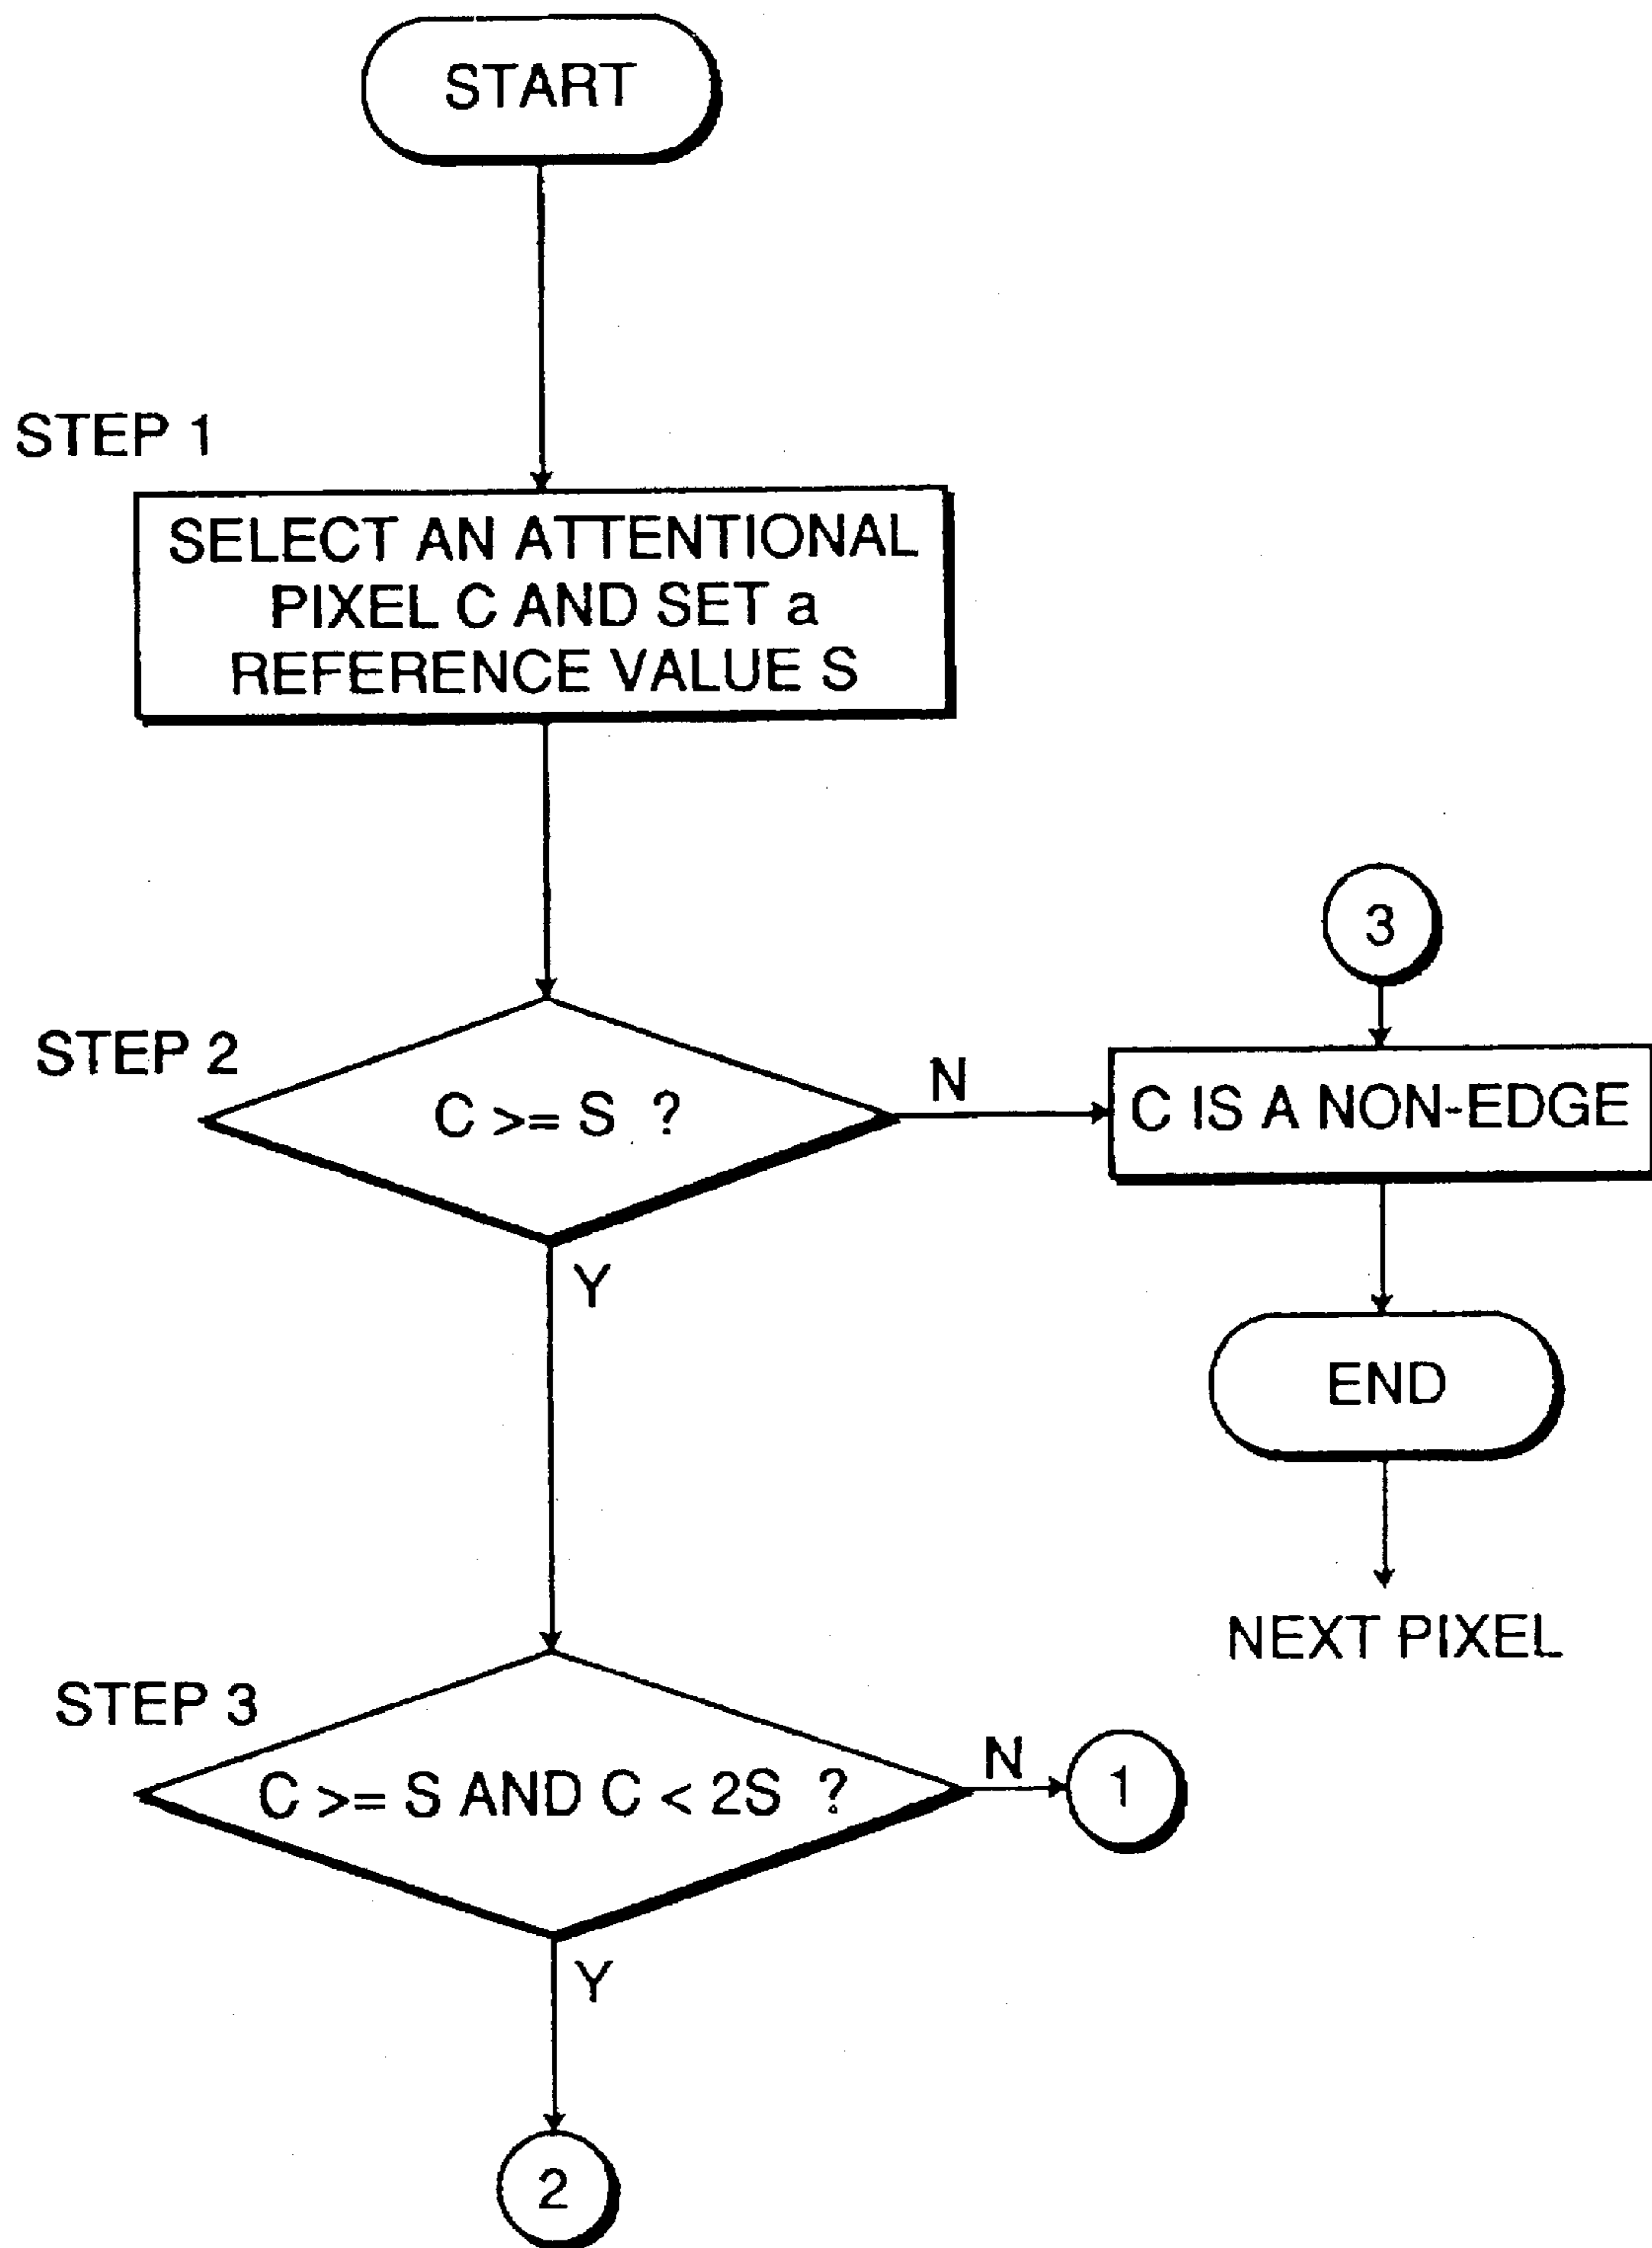 START
STEP 1
SELECT AN ATTENTIONAL
PIXEL C AND SET a
REFERENCE VALUE S
3
STEP 2
C >= S ?
N
C IS A NON-EDGE
Y
END
NEXT PIXEL
STEP 3
C >= S AND C < 2S ?
N
1
Y
2